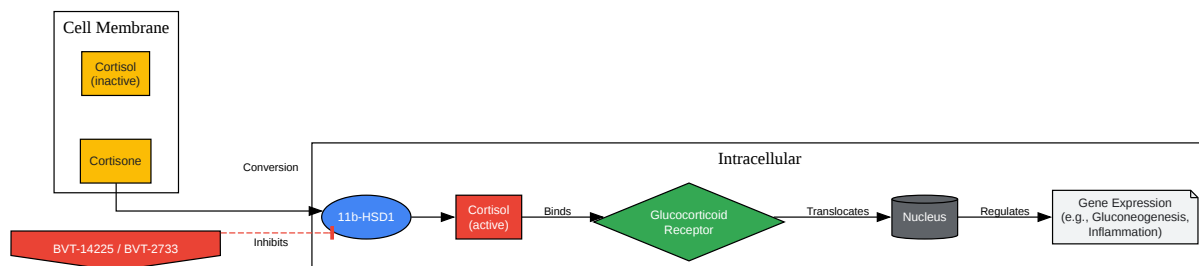 Cell Membrane
Cortisol
(inactive)
Cortisone
Conversion
Intracellular
11b-HSD1
Cortisol
(active)
Binds
Glucocorticoid
Receptor
Translocates
Nucleus
Regulates
Gene Expression
(e.g., Gluconeogenesis,
Inflammation)
BVT-14225 / BVT-2733
Inhibits